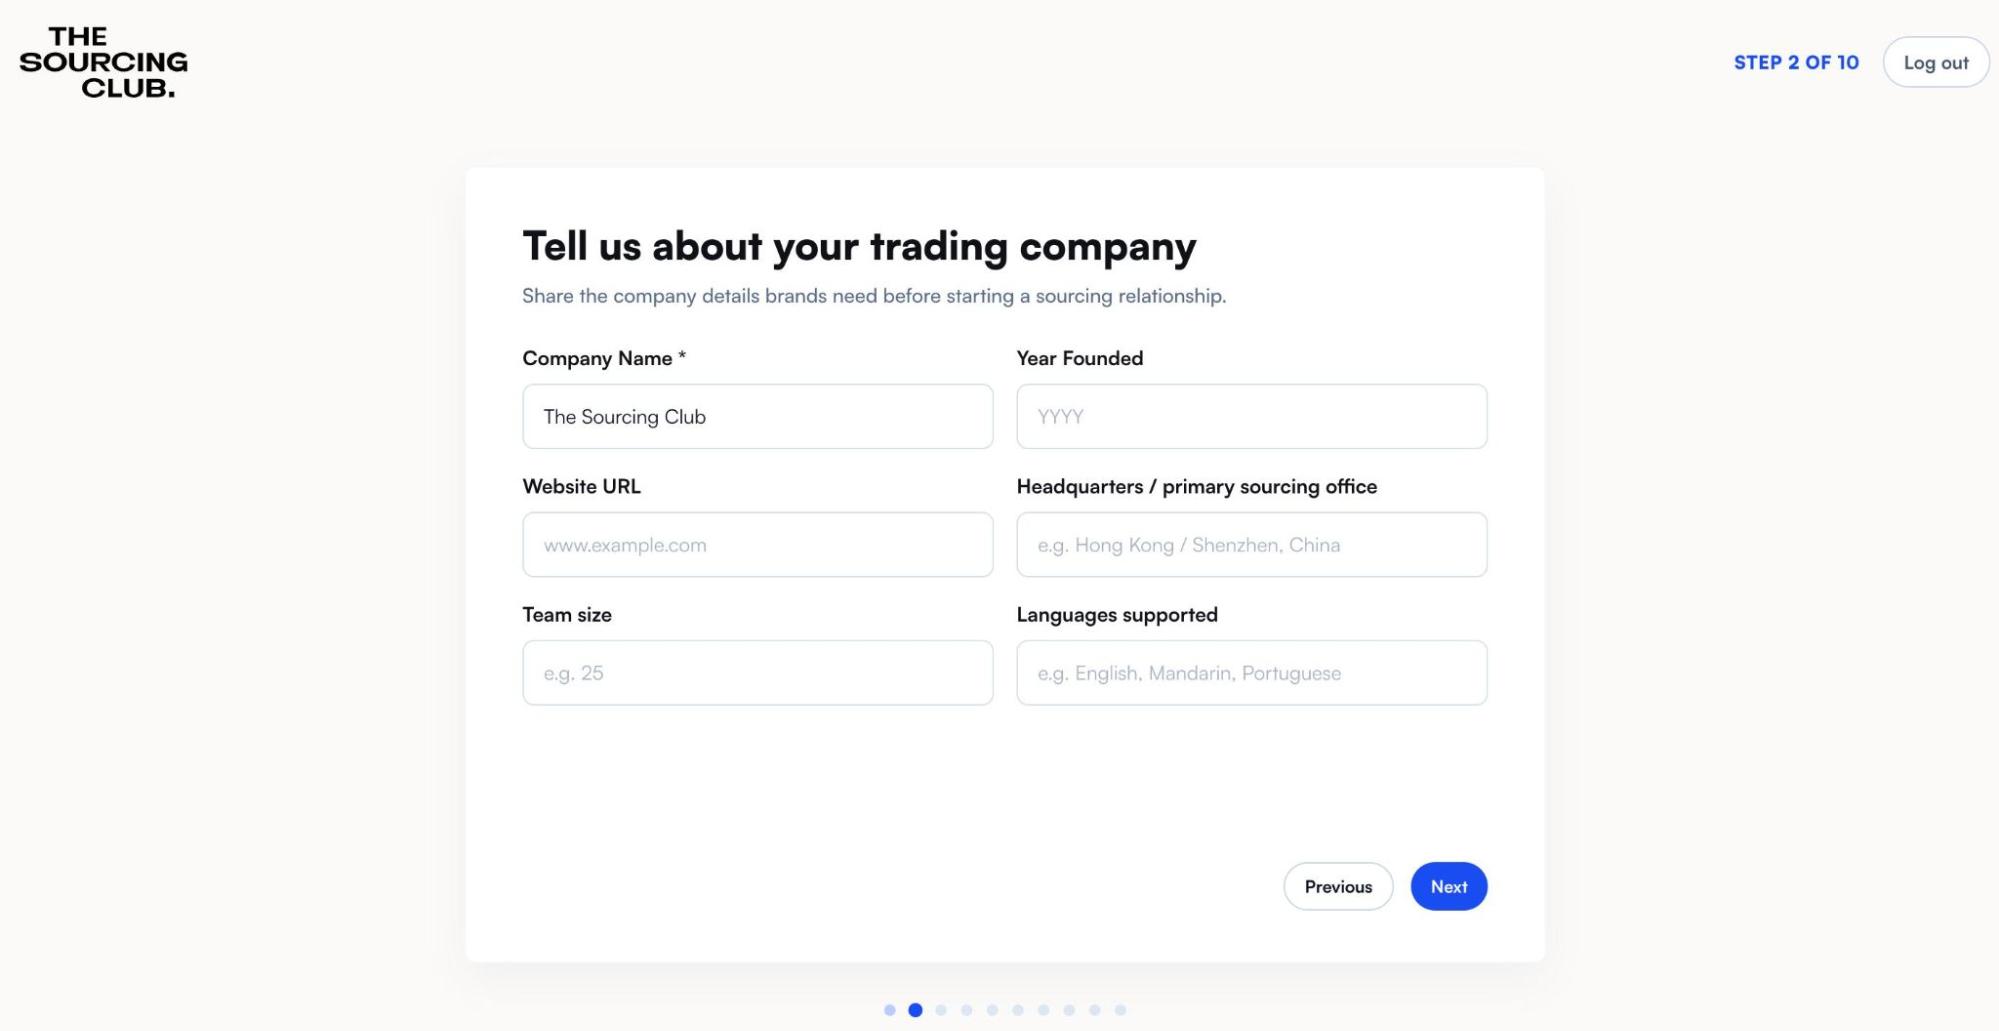 THE
SOURCING
CLUB.
STEP 2 OF 10
Log out
Tell us about your trading company
Share the company details brands need before starting a sourcing relationship.
Company Name *
Year Founded
The Sourcing Club
YYYY
Website URL
Headquarters / primary sourcing office
www.example.com
e.g. Hong Kong / Shenzhen, China
Team size
Languages supported
e.g. 25
e.g. English, Mandarin, Portuguese
Previous
Next